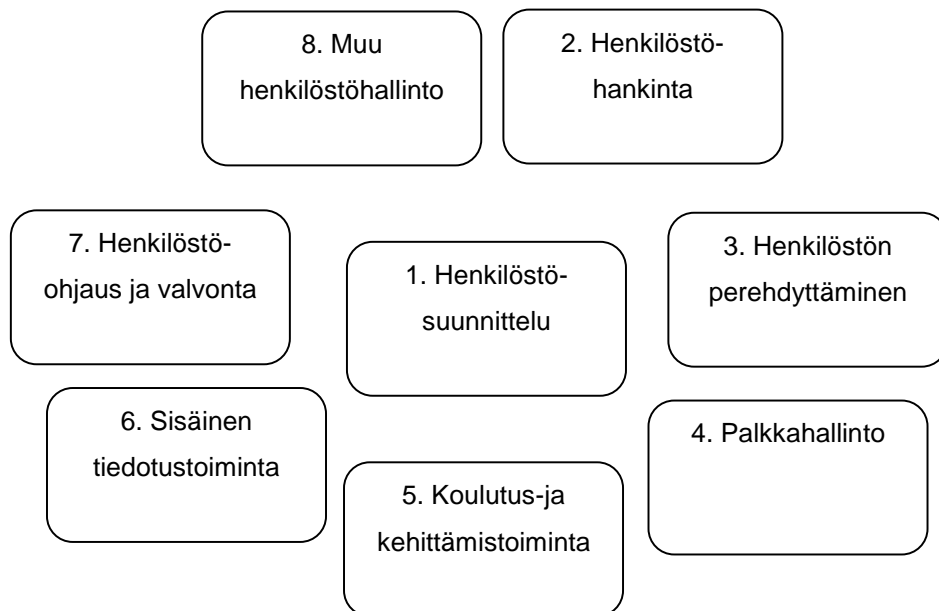 8. Muu
henkilöstöhallinto
2. Henkilöstö-
hankinta
7. Henkilöstö-
ohjaus ja valvonta
1. Henkilöstö-
suunnittelu
3. Henkilöstön
perehdyttäminen
6. Sisäinen
tiedotustoiminta
4. Palkkahallinto
5. Koulutus-ja
kehittämistoiminta